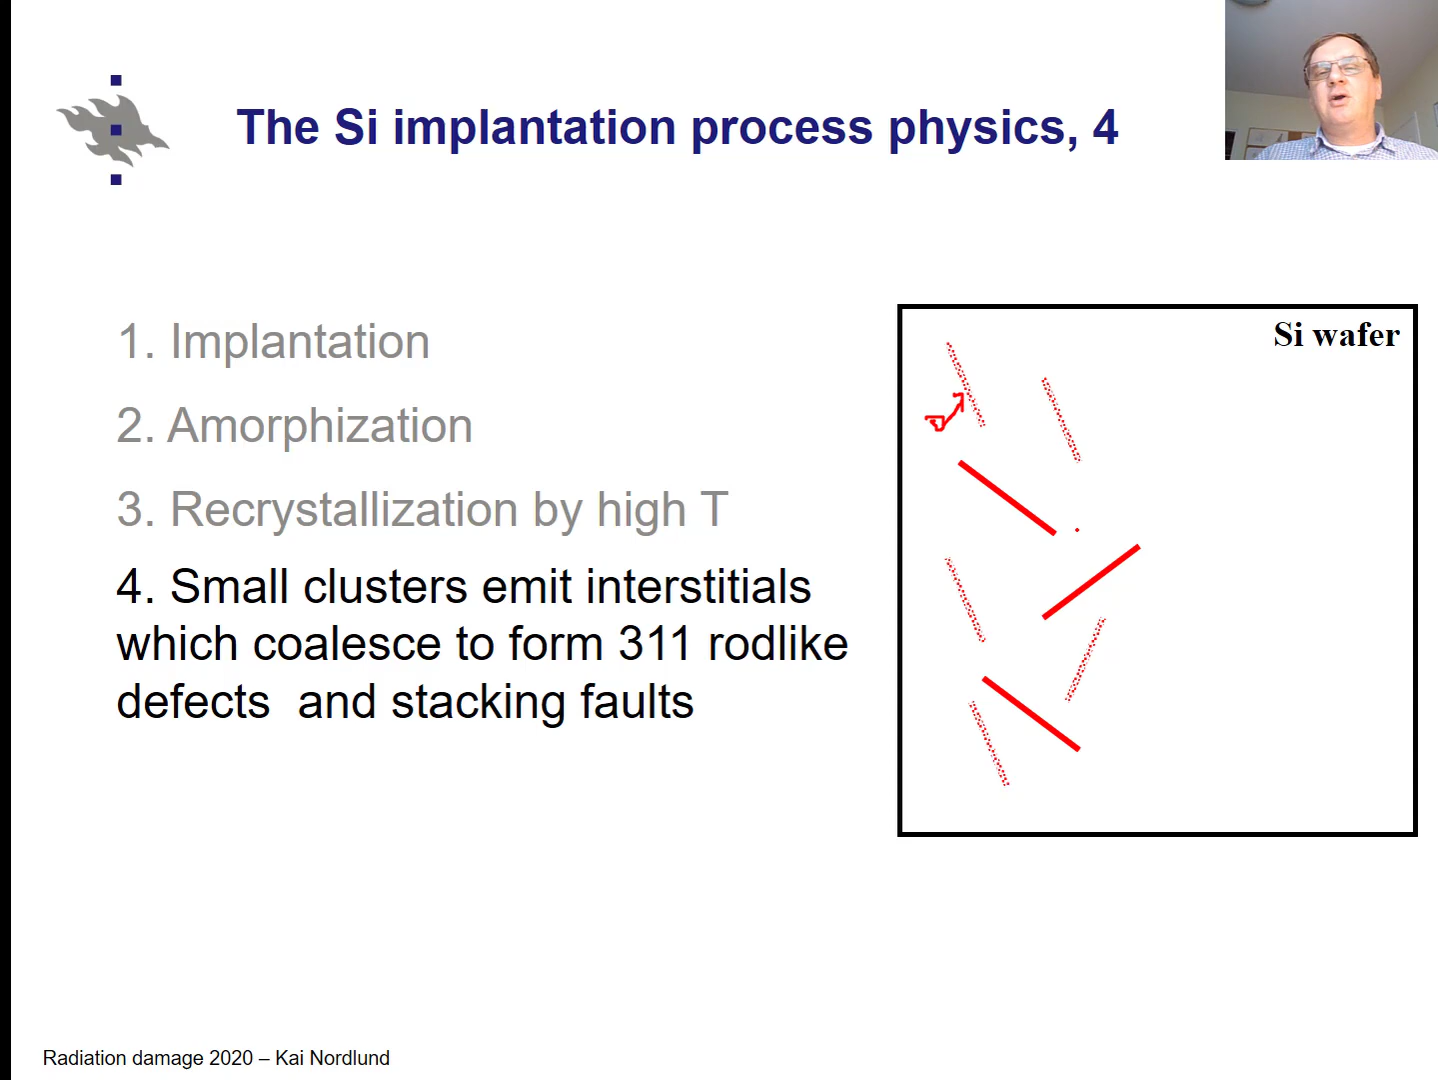 The Si implantation process physics, 4
1. Implantation
2. Amorphization
3. Recrystallization by high T
4. Small clusters emit interstitials
which coalesce to form 311 rodlike
defects  and stacking faults
Si wafer
Radiation damage 2020 – Kai Nordlund